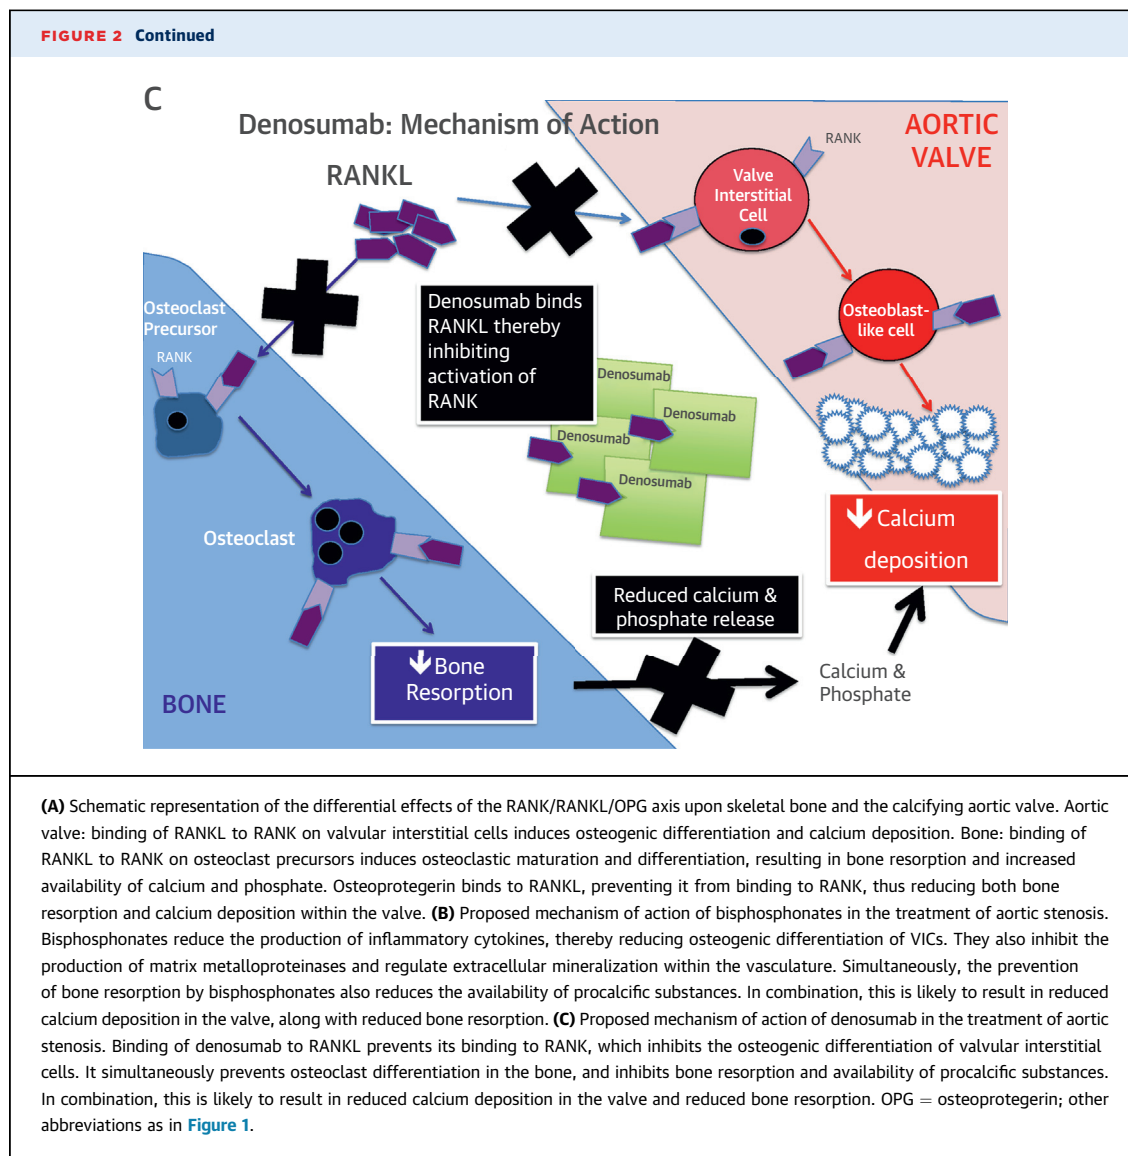 FIGURE 2 Continued
C
Denosumab: Mechanism of Action
AORTIC
VALVE
RANK
RANKL
Valve
Interstitial
Cell
Osteoclast
Precursor
RANK
Denosumab binds
RANKL thereby
inhibiting
activation of
RANK
Osteoblast-
like cell
Denosumab
Denosumab
Denosumab
Denosumab
Osteoclast
Calcium
deposition
Reduced calcium &
phosphate release
Bone
Resorption
Calcium &
Phosphate
BONE
(A) Schematic representation of the differential effects of the RANK/RANKL/OPG axis upon skeletal bone and the calcifying aortic valve. Aortic
valve: binding of RANKL to RANK on valvular interstitial cells induces osteogenic differentiation and calcium deposition. Bone: binding of
RANKL to RANK on osteoclast precursors induces osteoclastic maturation and differentiation, resulting in bone resorption and increased
availability of calcium and phosphate. Osteoprotegerin binds to RANKL, preventing it from binding to RANK, thus reducing both bone
resorption and calcium deposition within the valve. (B) Proposed mechanism of action of bisphosphonates in the treatment of aortic stenosis.
Bisphosphonates reduce the production of inflammatory cytokines, thereby reducing osteogenic differentiation of VICs. They also inhibit the
production of matrix metalloproteinases and regulate extracellular mineralization within the vasculature. Simultaneously, the prevention
of bone resorption by bisphosphonates also reduces the availability of procalcific substances. In combination, this is likely to result in reduced
calcium deposition in the valve, along with reduced bone resorption. (C) Proposed mechanism of action of denosumab in the treatment of aortic
stenosis. Binding of denosumab to RANKL prevents its binding to RANK, which inhibits the osteogenic differentiation of valvular interstitial
cells. It simultaneously prevents osteoclast differentiation in the bone, and inhibits bone resorption and availability of procalcific substances.
In combination, this is likely to result in reduced calcium deposition in the valve and reduced bone resorption. OPG = osteoprotegerin; other
abbreviations as in Figure 1.